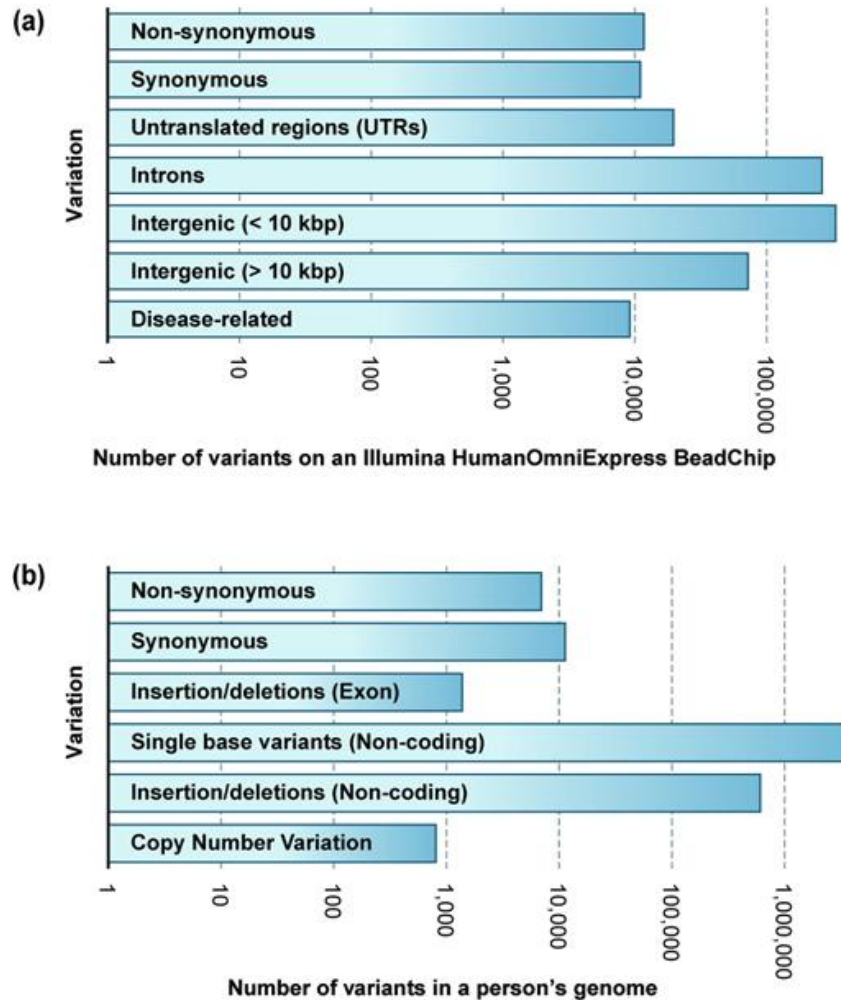 (a)
Variation
Non-synonymous
Synonymous
Untranslated regions (UTRs)
Introns
Intergenic (< 10 kbp)
Intergenic (> 10 kbp)
Disease-related
1
10
100
1,000
10,000
100,000
Number of variants on an Illumina HumanOmniExpress BeadChip
(b)
Variation
Non-synonymous
Synonymous
Insertion/deletions (Exon)
Single base variants (Non-coding)
Insertion/deletions (Non-coding)
Copy Number Variation
1
10
100
1,000
10,000
100,000
1,000,000
Number of variants in a person's genome